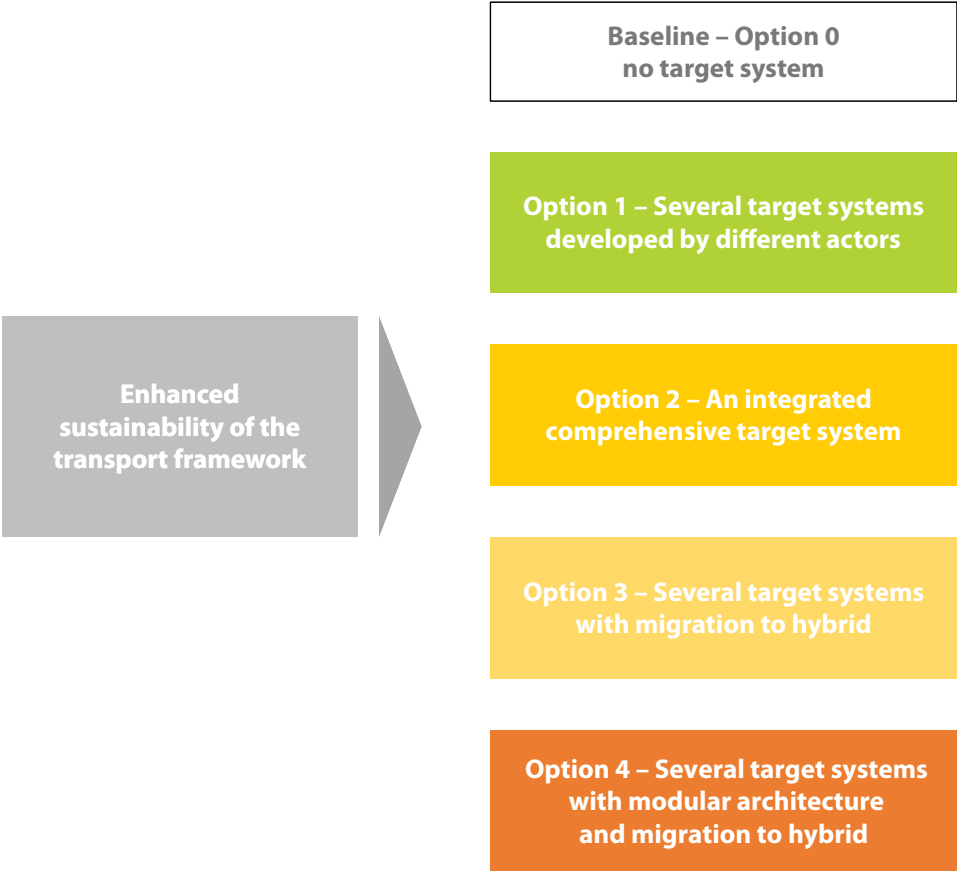 Baseline – Option 0
no target system
Option 1 – Several target systems
developed by different actors
Enhanced
sustainability of the
transport framework
Option 2 – An integrated
comprehensive target system
Option 3 – Several target systems
with migration to hybrid
Option 4 – Several target systems
with modular architecture
and migration to hybrid